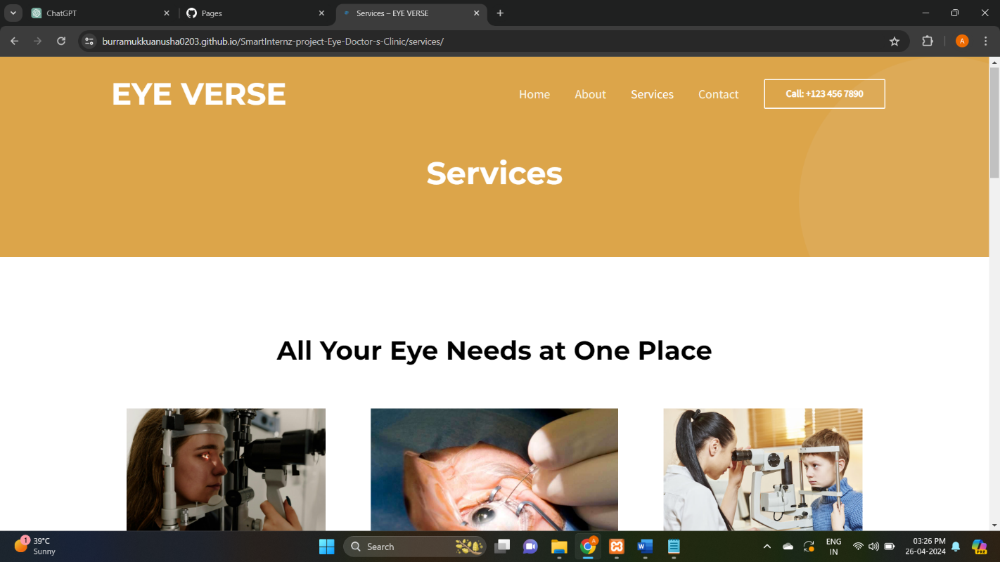 ChatGPT
Pages
Services – EYE VERSE
burramukkuanusha0203.github.io/SmartInternz-project-Eye-Doctor-s-Clinic/services/
A
EYE VERSE
Home
About
Services
Contact
Call: +123 456 7890
Services
All Your Eye Needs at One Place
1
39°C
Sunny
Search
A
W
PRE
ENG
IN
03:26 PM
26-04-2024